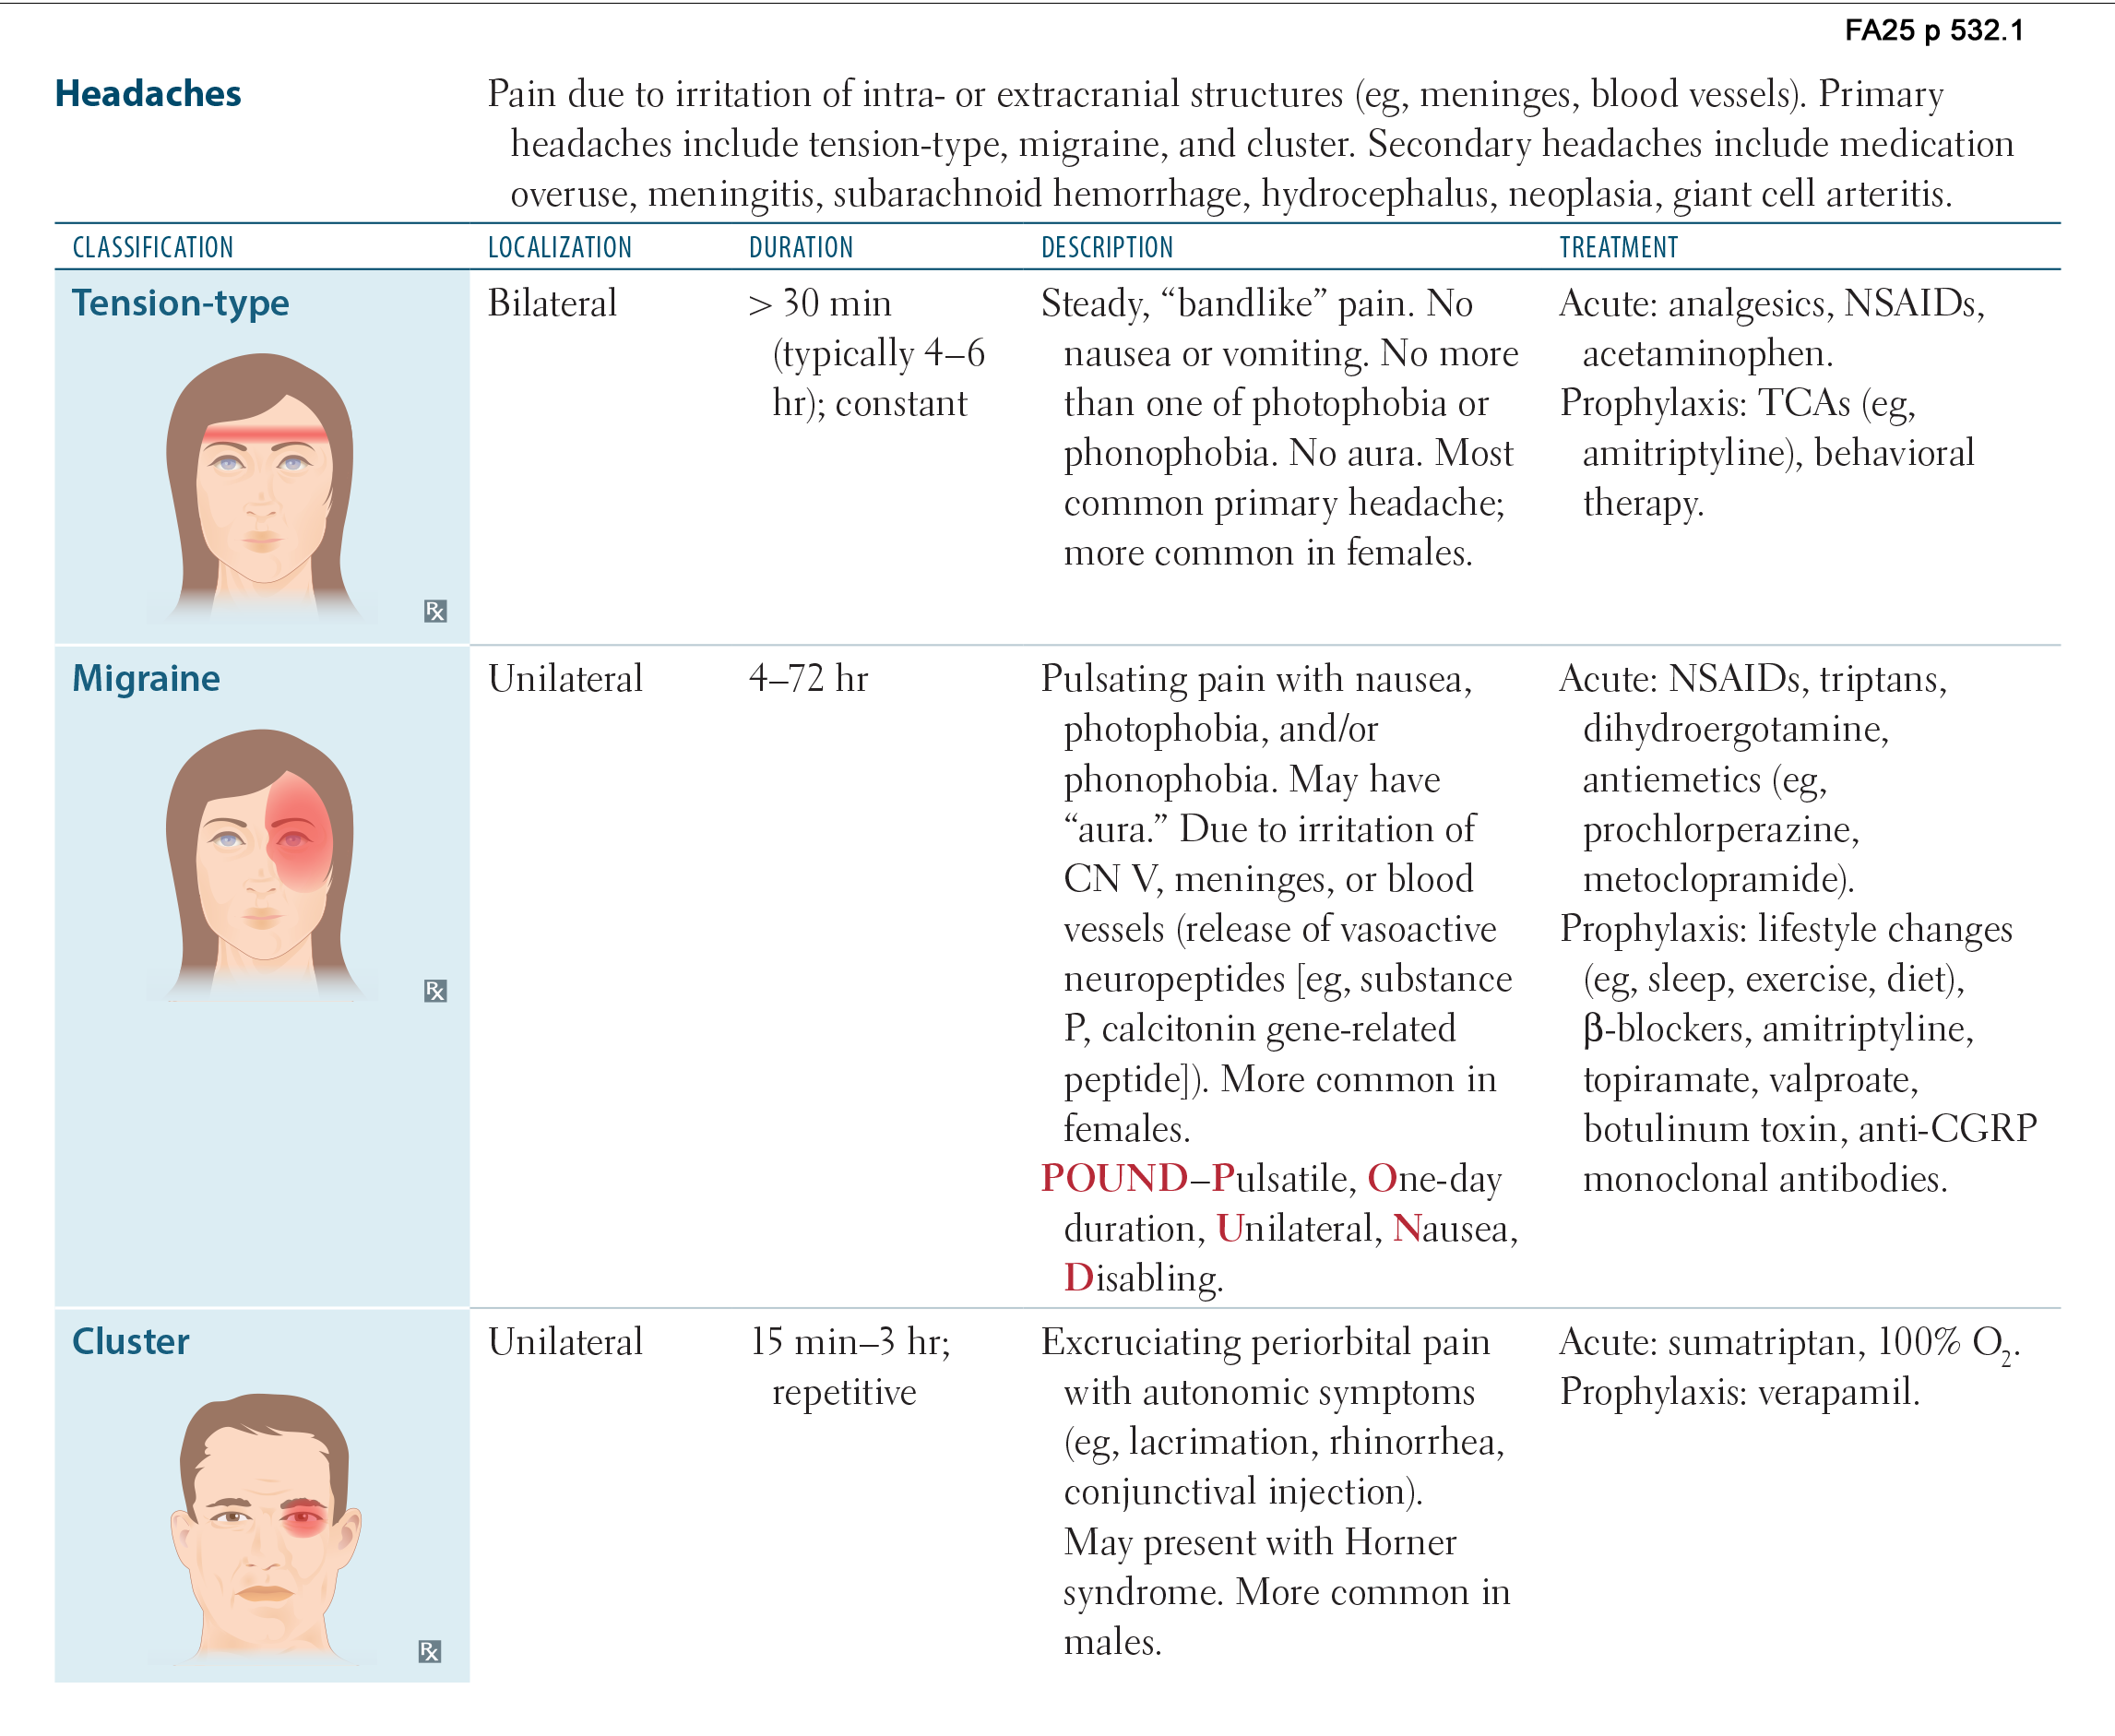 FA25 p 532.1
Headaches
Pain due to irritation of intra- or extracranial structures (eg, meninges, blood vessels). Primary
headaches include tension-type, migraine, and cluster. Secondary headaches include medication
overuse, meningitis, subarachnoid hemorrhage, hydrocephalus, neoplasia, giant cell arteritis.
CLASSIFICATION LOCALIZATION DURATION DESCRIPTION TREATMENT
Tension-type
Bilateral
> 30 min
(typically 4–6
hr); constant
Steady, “bandlike” pain. No
nausea or vomiting. No more
than one of photophobia or
phonophobia. No aura. Most
common primary headache;
more common in females.
Acute: analgesics, NSAIDs,
acetaminophen.
Prophylaxis: TCAs (eg,
amitriptyline), behavioral
therapy.
Rx
Migraine
Unilateral
4–72 hr
Pulsating pain with nausea,
photophobia, and/or
phonophobia. May have
“aura.” Due to irritation of
CN V, meninges, or blood
vessels (release of vasoactive
neuropeptides [eg, substance
P, calcitonin gene-related
peptide]). More common in
females.
POUND–Pulsatile, One-day
duration, Unilateral, Nausea,
Disabling.
Acute: NSAIDs, triptans,
dihydroergotamine,
antiemetics (eg,
prochlorperazine,
metoclopramide).
Prophylaxis: lifestyle changes
(eg, sleep, exercise, diet),
β-blockers, amitriptyline,
topiramate, valproate,
botulinum toxin, anti-CGRP
monoclonal antibodies.
Rx
Cluster
Unilateral
15 min–3 hr;
repetitive
Excruciating periorbital pain
with autonomic symptoms
(eg, lacrimation, rhinorrhea,
conjunctival injection).
May present with Horner
syndrome. More common in
males.
Acute: sumatriptan, 100% O₂.
Prophylaxis: verapamil.
Rx